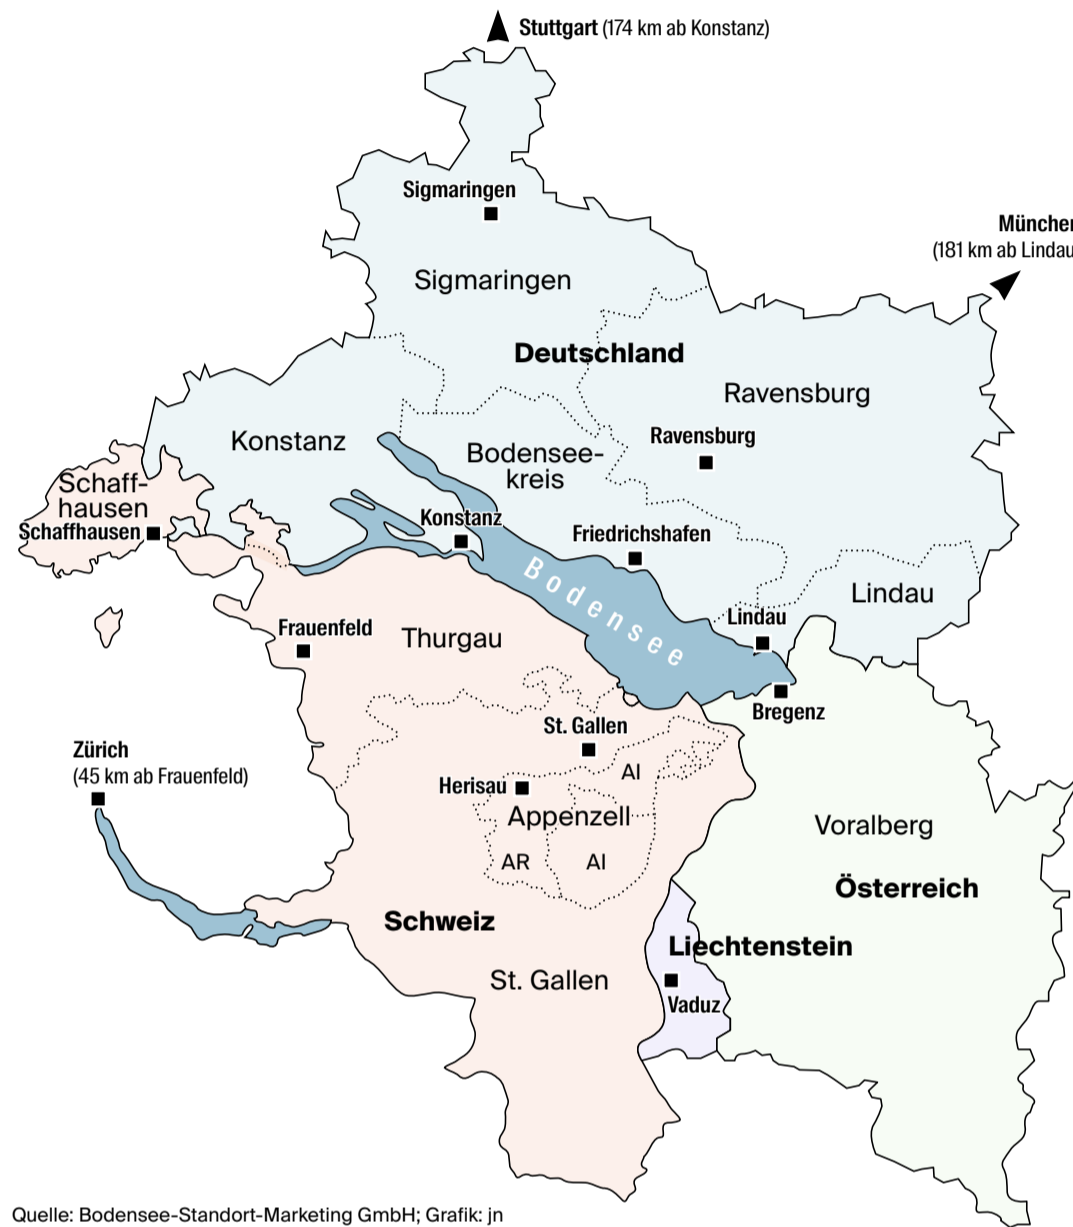 Stuttgart (174 km ab Konstanz)
Sigmaringen
München
(181 km ab Lindau
Sigmaringen
Deutschland
Ravensburg
Konstanz
Ravensburg
Bodensee-
kreis
Schaff-
hausen
Schaffhausen
Konstanz
Friedrichshafen
Bodensee
Lindau
Lindau
Frauenfeld
Thurgau
Bregenz
St. Gallen
Zürich
(45 km ab Frauenfeld)
AI
Herisau
Appenzell
Voralberg
AR
AI
Österreich
Schweiz
Liechtenstein
St. Gallen
Vaduz
Quelle: Bodensee-Standort-Marketing GmbH; Grafik: jn